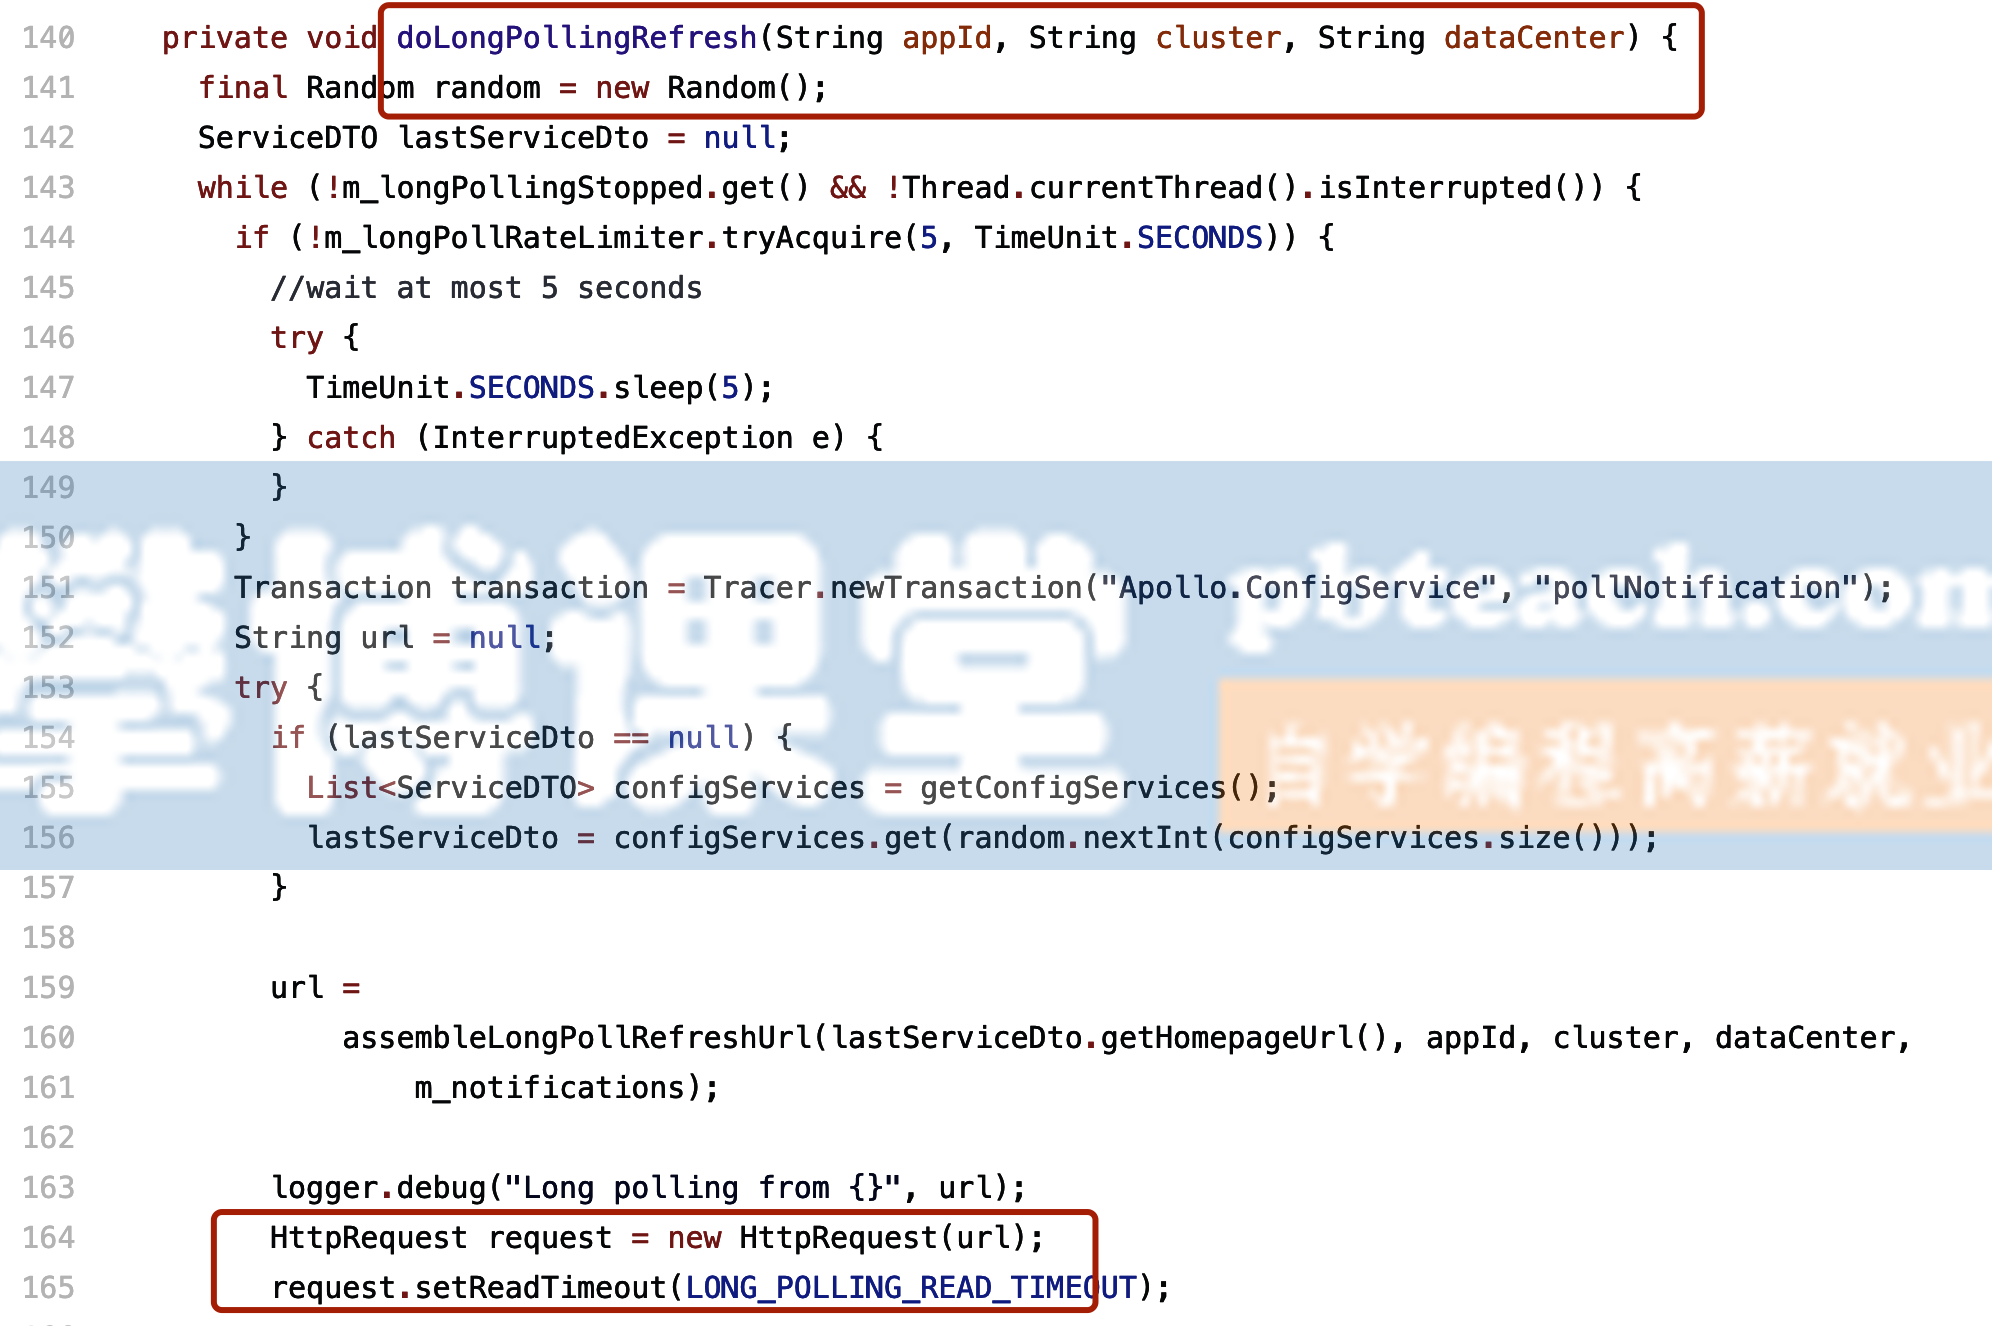 140 private void doLongPollingRefresh(String appId, String cluster, String dataCenter) {
141 final Random random = new Random();
142 ServiceDTO lastServiceDto = null;
143 while (!m_longPollingStopped.get() && !Thread.currentThread().isInterrupted()) {
144 if (!m_longPollRateLimiter.tryAcquire(5, TimeUnit.SECONDS)) {
145 //wait at most 5 seconds
146 try {
147 TimeUnit.SECONDS.sleep(5);
148 } catch (InterruptedException e) {
149 }
150 }
151 Transaction transaction = Tracer.newTransaction("Apollo.ConfigService", "pollNotification");
152 String url = null;
153 try {
154 if (lastServiceDto == null) {
155 List<ServiceDTO> configServices = getConfigServices();
156 lastServiceDto = configServices.get(random.nextInt(configServices.size()));
157 }
158
159 url =
160 assembleLongPollRefreshUrl(lastServiceDto.getHomepageUrl(), appId, cluster, dataCenter,
161 m_notifications);
162
163 logger.debug("Long polling from {}", url);
164 HttpRequest request = new HttpRequest(url);
165 request.setReadTimeout(LONG_POLLING_READ_TIMEOUT);
博课堂 pbteach.com
自学编程高薪就业